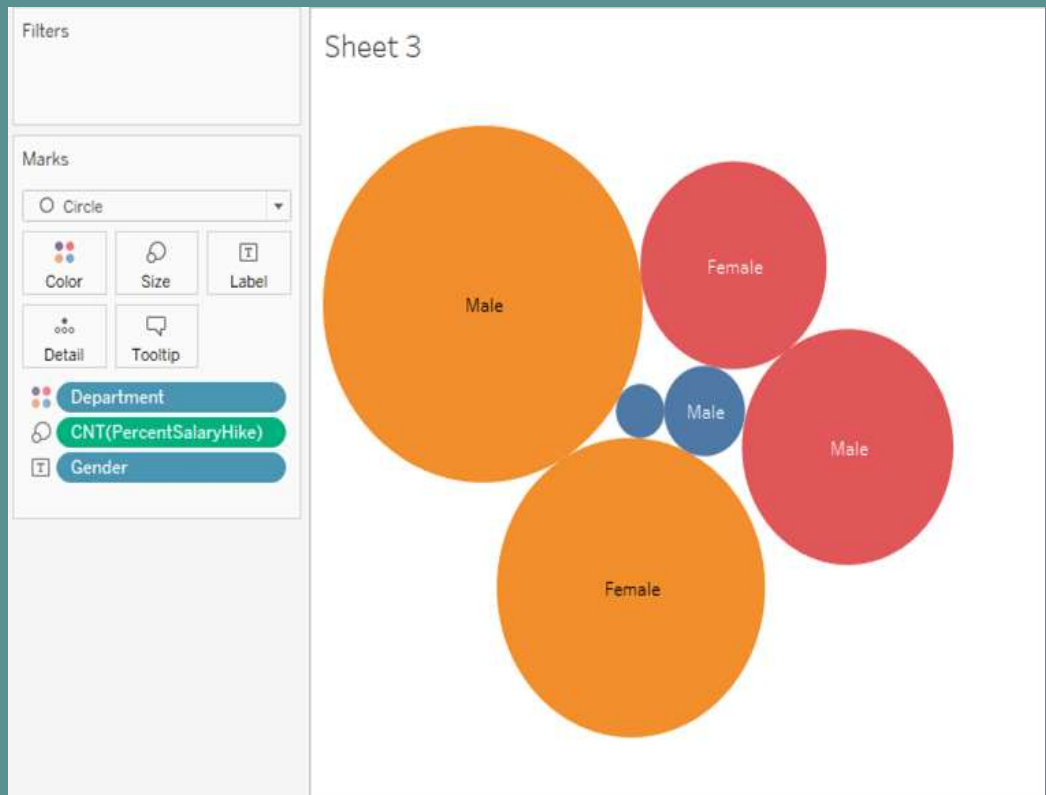 Filters
Marks
Circle
Color
Size
Label
Detail
Tooltip
Department
CNT(PercentSalaryHike)
T Gender
Sheet 3
Male
Female
Male
Male
Female